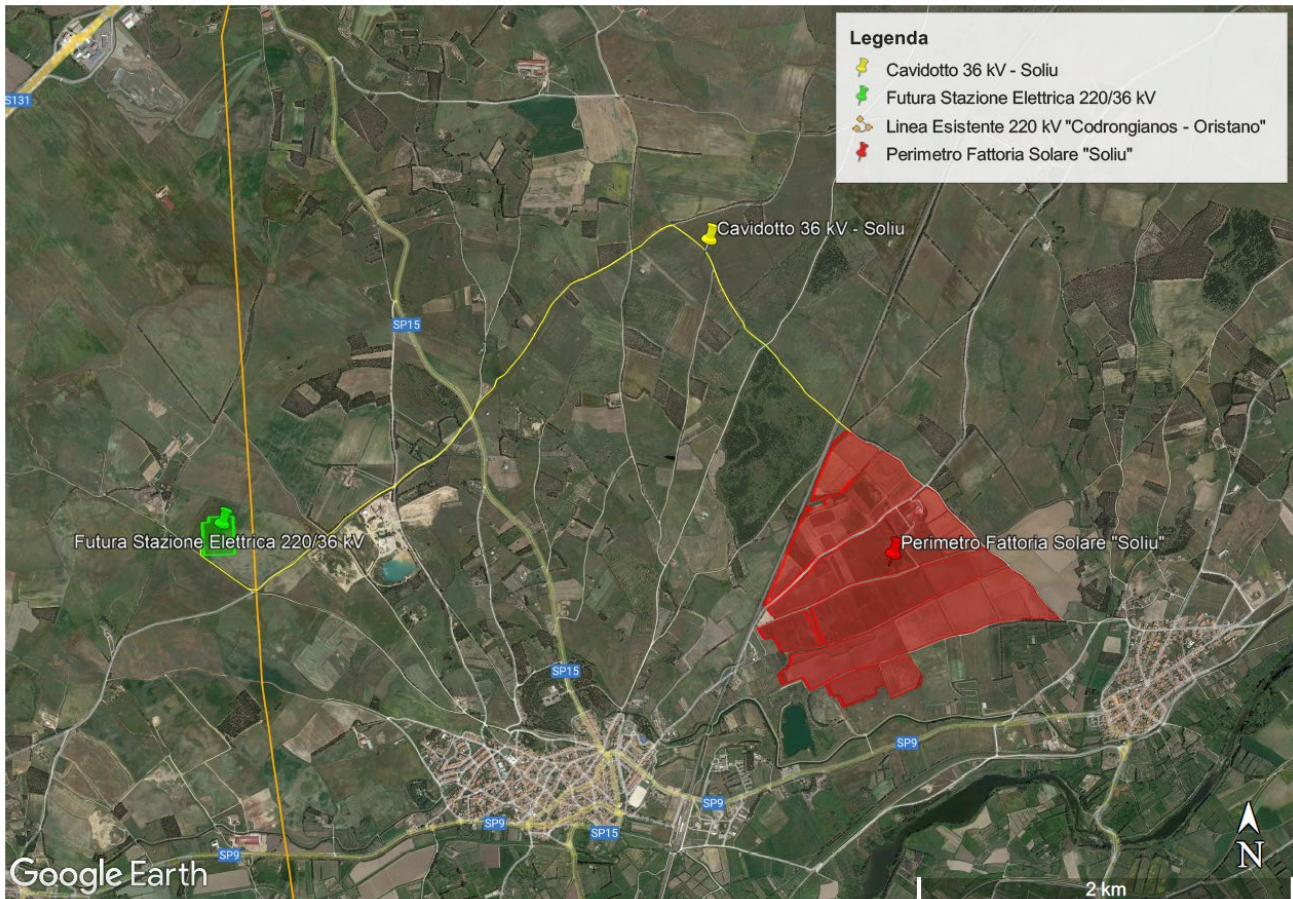 Legenda
Cavidotto 36 kV - Soliu
Futura Stazione Elettrica 220/36 kV
Linea Esistente 220 kV "Codrongianos - Oristano"
Perimetro Fattoria Solare "Soliu"
S131
Cavidotto 36 kV - Soliu
SP15
Futura Stazione Elettrica 220/36 kV
Perimetro Fattoria Solare "Soliu"
SP15
SP9
SP9
SP9
SP15
SP9
Google Earth
N
2 km